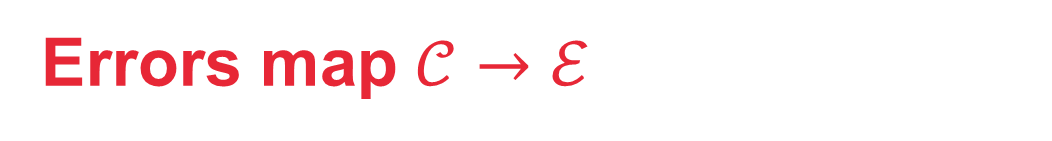 Errors map 𝒞 → ℰ